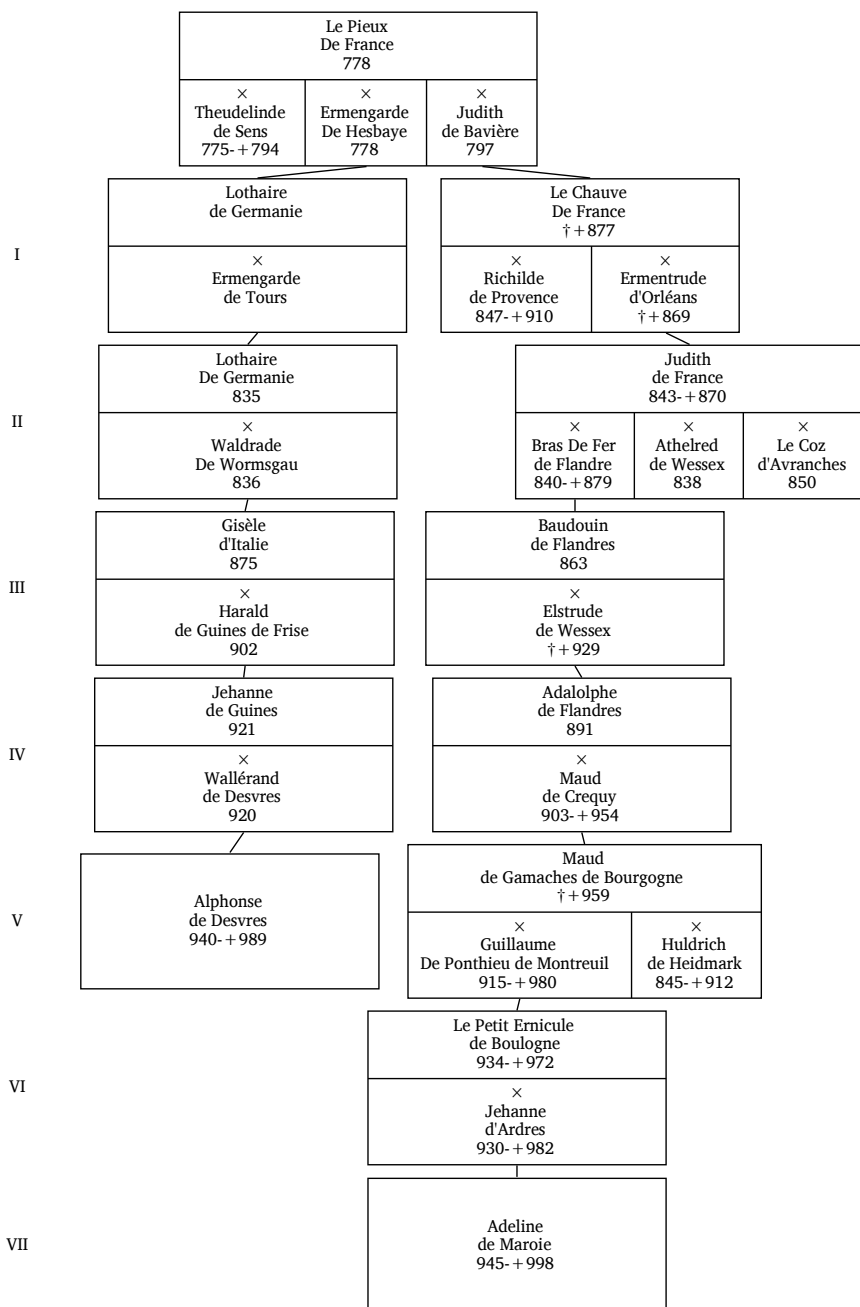 Le Pieux
De France
778
×
Theudelinde
de Sens
775-+794
×
Ermengarde
De Hesbaye
778
×
Judith
de Bavière
797
I
Lothaire
de Germanie
×
Ermengarde
de Tours
Le Chauve
De France
†+877
×
Richilde
de Provence
847-+910
×
Ermentrude
d'Orléans
†+869
II
Lothaire
De Germanie
835
×
Waldrade
De Wormsgau
836
Judith
de France
843-+870
×
Bras De Fer
de Flandre
840-+879
×
Athelred
de Wessex
838
×
Le Coz
d'Avranches
850
III
Gisèle
d'Italie
875
×
Harald
de Guines de Frise
902
Baudouin
de Flandres
863
×
Elstrude
de Wessex
†+929
IV
Jehanne
de Guines
921
×
Wallérand
de Desvres
920
Adalolphe
de Flandres
891
×
Maud
de Crequy
903-+954
V
Alphonse
de Desvres
940-+989
Maud
de Gamaches de Bourgogne
†+959
×
Guillaume
De Ponthieu de Montreuil
915-+980
×
Huldrich
de Heidmark
845-+912
VI
Le Petit Ernicule
de Boulogne
934-+972
×
Jehanne
d'Ardres
930-+982
VII
Adeline
de Maroie
945-+998